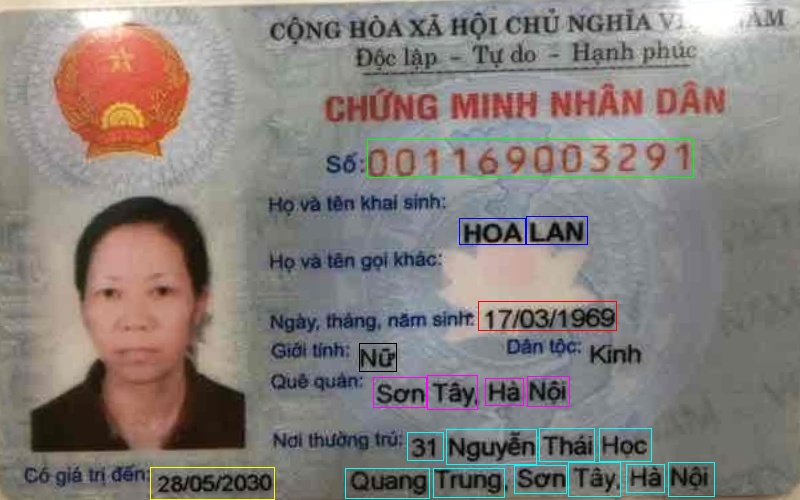 CỘNG HÒA XÃ HỘI CHỦ NGHĨA VIỆT NAM
Độc lập - Tự do - Hạnh phúc
CHỨNG MINH NHÂN DÂN
Số: 001169003291
Họ và tên khai sinh:
HOA LAN
Họ và tên gọi khác:
Ngày, tháng, năm sinh: 17/03/1969
Giới tính: Nữ Dân tộc: Kinh
Quê quán: Sơn Tây, Hà Nội
Nơi thường trú: 31 Nguyễn Thái Học
Quang Trung, Sơn Tây, Hà Nội
Có giá trị đến: 28/05/2030